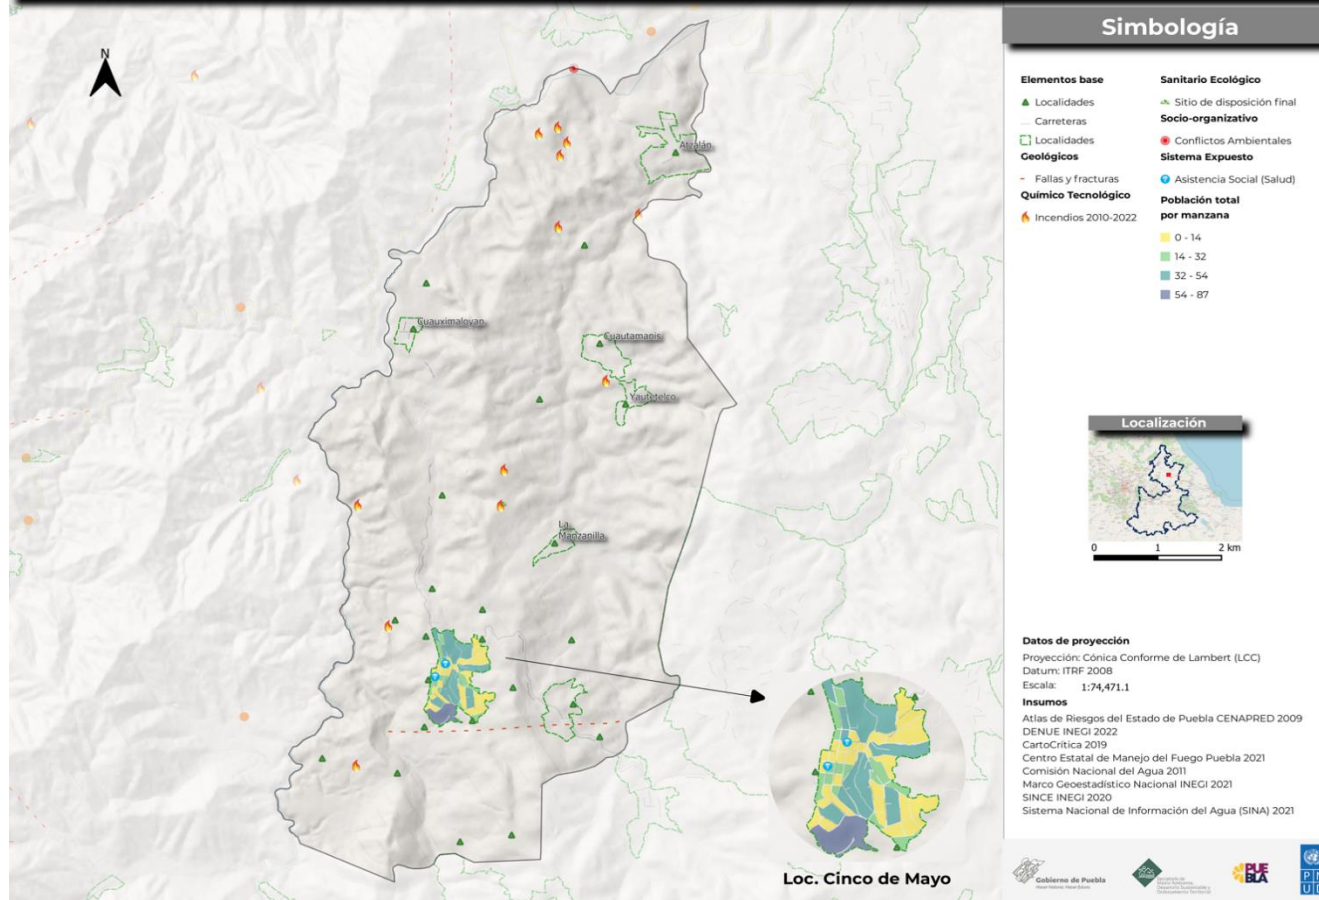 N
Atzalán
Cuauximaloyan
Cuautamanis
Yautetelco
La
Manzanilla
Loc. Cinco de Mayo
Simbología
Elementos base
Localidades
Carreteras
Localidades
Geológicos
Fallas y fracturas
Químico Tecnológico
Incendios 2010-2022
Sanitario Ecológico
Sitio de disposición final
Socio-organizativo
Conflictos Ambientales
Sistema Expuesto
Asistencia Social (Salud)
Población total
por manzana
0 - 14
14 - 32
32 - 54
54 - 87
Localización
0 1 2 km
Datos de proyección
Proyección: Cónica Conforme de Lambert (LCC)
Datum: ITRF 2008
Escala: 1:74,471.1
Insumos
Atlas de Riesgos del Estado de Puebla CENAPRED 2009
DENUE INEGI 2022
CartoCrítica 2019
Centro Estatal de Manejo del Fuego Puebla 2021
Comisión Nacional del Agua 2011
Marco Geoestadístico Nacional INEGI 2021
SINCE INEGI 2020
Sistema Nacional de Información del Agua (SINA) 2021
Gobierno de Puebla
PUE
BLA